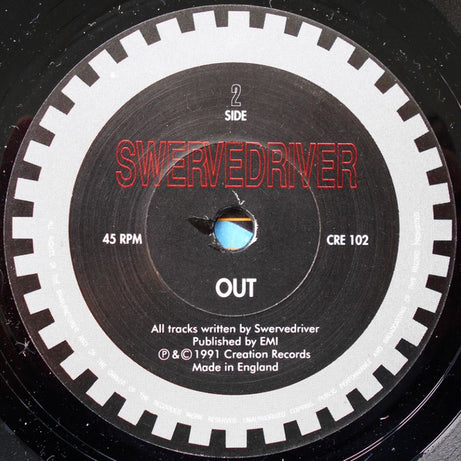 2
SIDE
SWERVEDRIVER
45 RPM
CRE 102
OUT
All tracks written by Swervedriver
Published by EMI
℗ & © 1991 Creation Records
Made in England